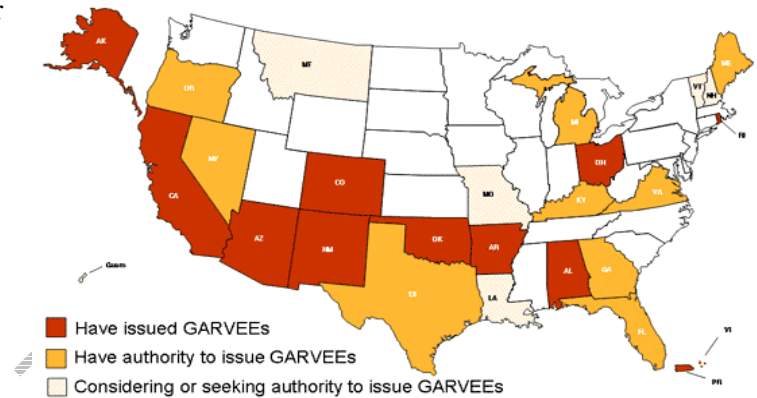 AK
MT
ME
VT
NH
OR
MI
RI
NV
OH
CO
CA
MO
KY
VA
AZ
NM
OK
AR
Guam
AL
GA
TX
LA
FL
VI
PR
Have issued GARVEEs
Have authority to issue GARVEEs
Considering or seeking authority to issue GARVEEs